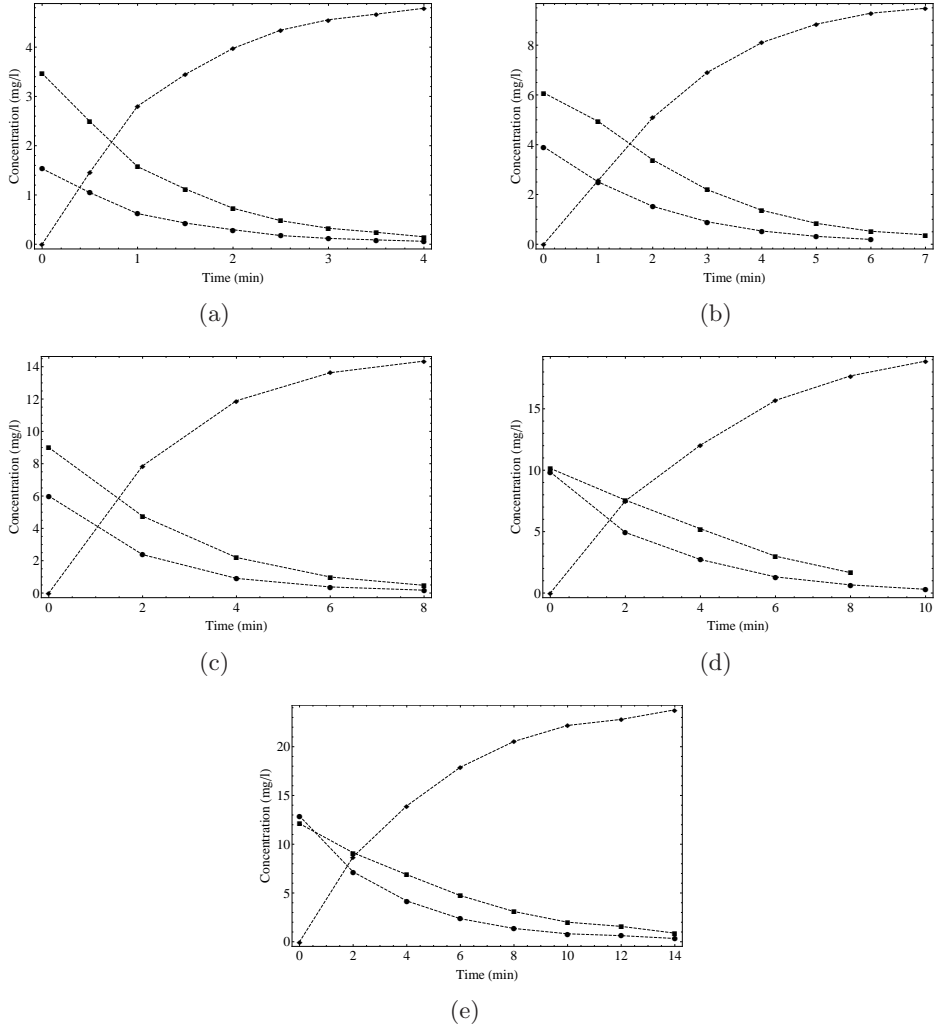 Concentration (mg/l)
4
3
2
1
0
0 1 2 3 4
Time (min)
(a)
Concentration (mg/l)
8
6
4
2
0
0 1 2 3 4 5 6 7
Time (min)
(b)
Concentration (mg/l)
14
12
10
8
6
4
2
0
0 2 4 6 8
Time (min)
(c)
Concentration (mg/l)
15
10
5
0
0 2 4 6 8 10
Time (min)
(d)
Concentration (mg/l)
20
15
10
5
0
0 2 4 6 8 10 12 14
Time (min)
(e)